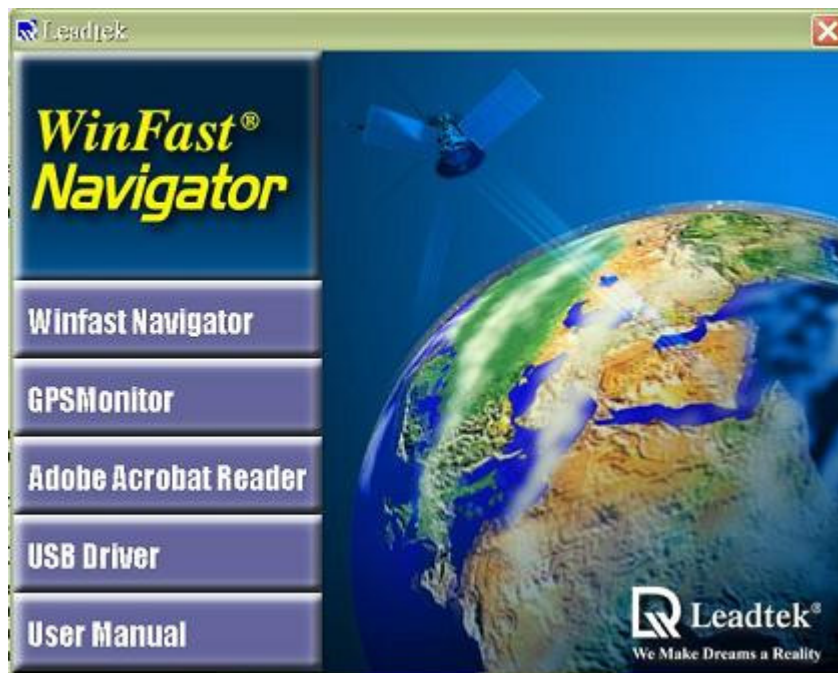 Leadtek
WinFast®
Navigator
Winfast Navigator
GPSMonitor
Adobe Acrobat Reader
USB Driver
User Manual
Leadtek®
We Make Dreams a Reality